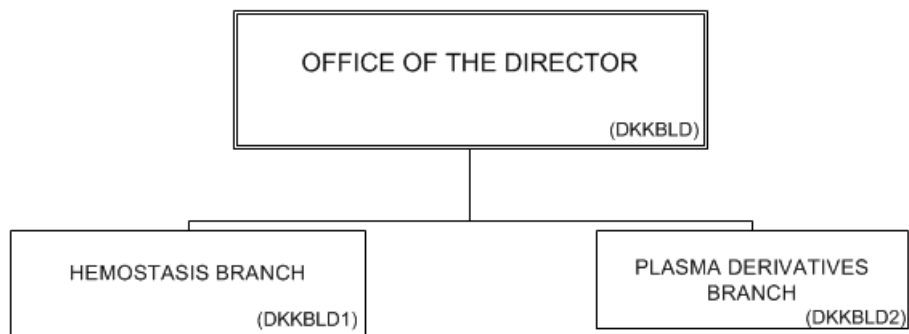 OFFICE OF THE DIRECTOR
(DKKBLD)
HEMOSTASIS BRANCH
(DKKBLD1)
PLASMA DERIVATIVES
BRANCH
(DKKBLD2)